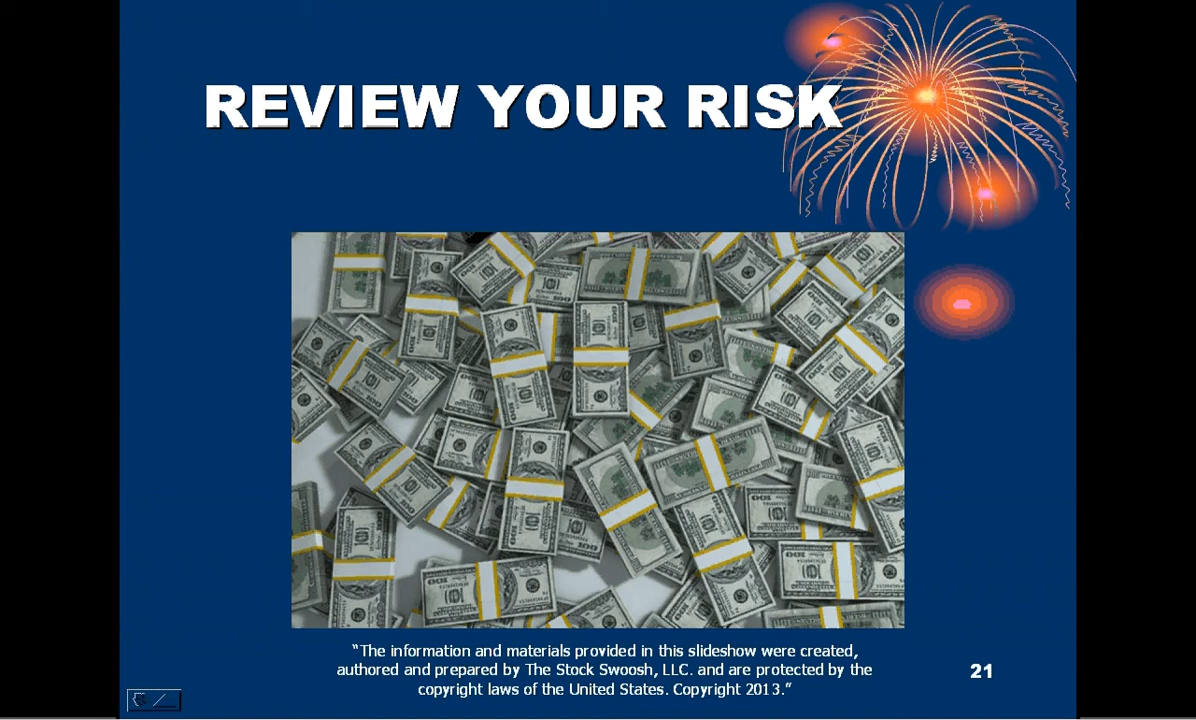 REVIEW YOUR RISK
“The information and materials provided in this slideshow were created,
authored and prepared by The Stock Swoosh, LLC. and are protected by the
copyright laws of the United States. Copyright 2013.”
21